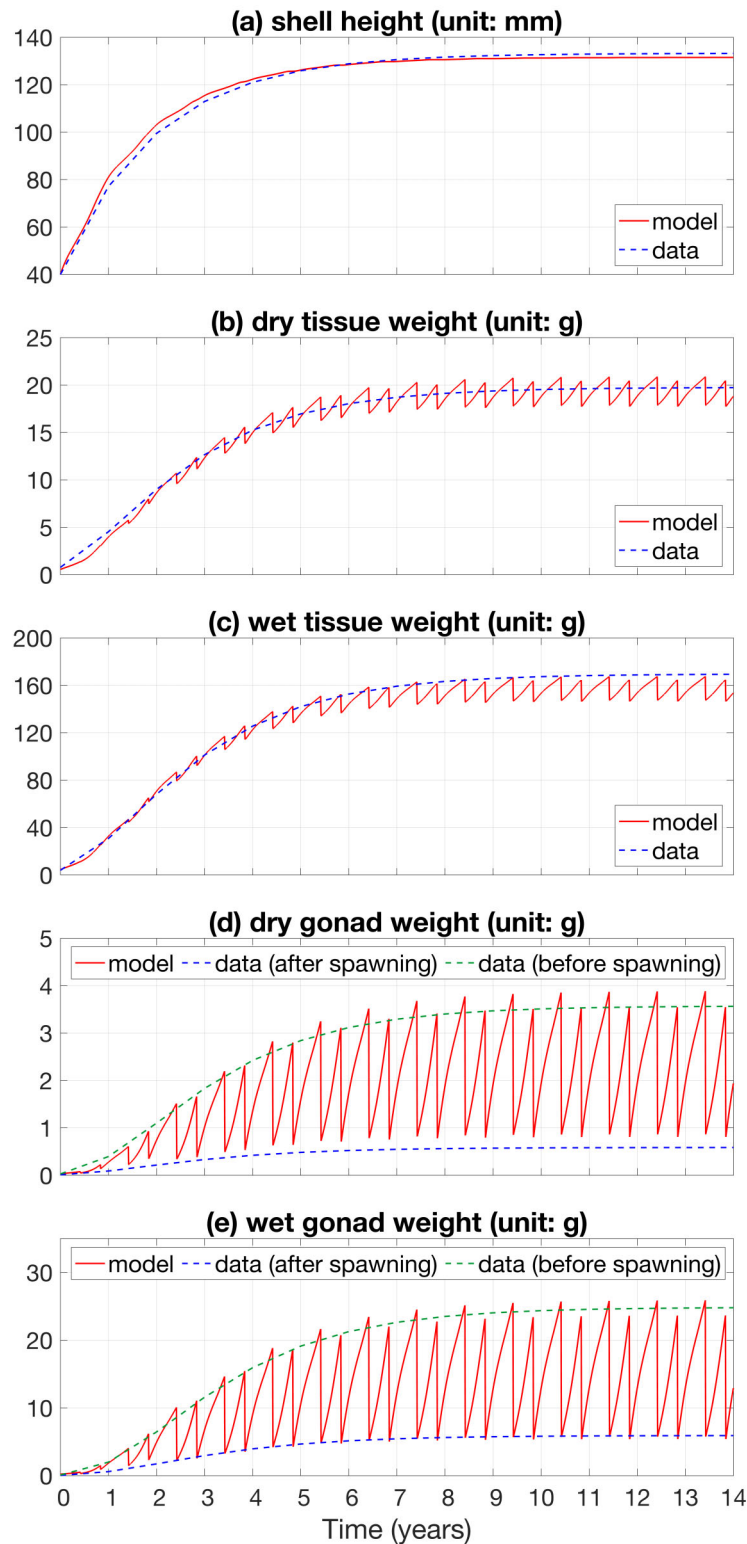 (a) shell height (unit: mm)
140
120
100
80
60
40
model
data
(b) dry tissue weight (unit: g)
25
20
15
10
5
0
model
data
(c) wet tissue weight (unit: g)
200
160
120
80
40
0
model
data
(d) dry gonad weight (unit: g)
5
4
3
2
1
0
model data (after spawning) data (before spawning)
(e) wet gonad weight (unit: g)
30
20
10
0
model data (after spawning) data (before spawning)
0 1 2 3 4 5 6 7 8 9 10 11 12 13 14
Time (years)